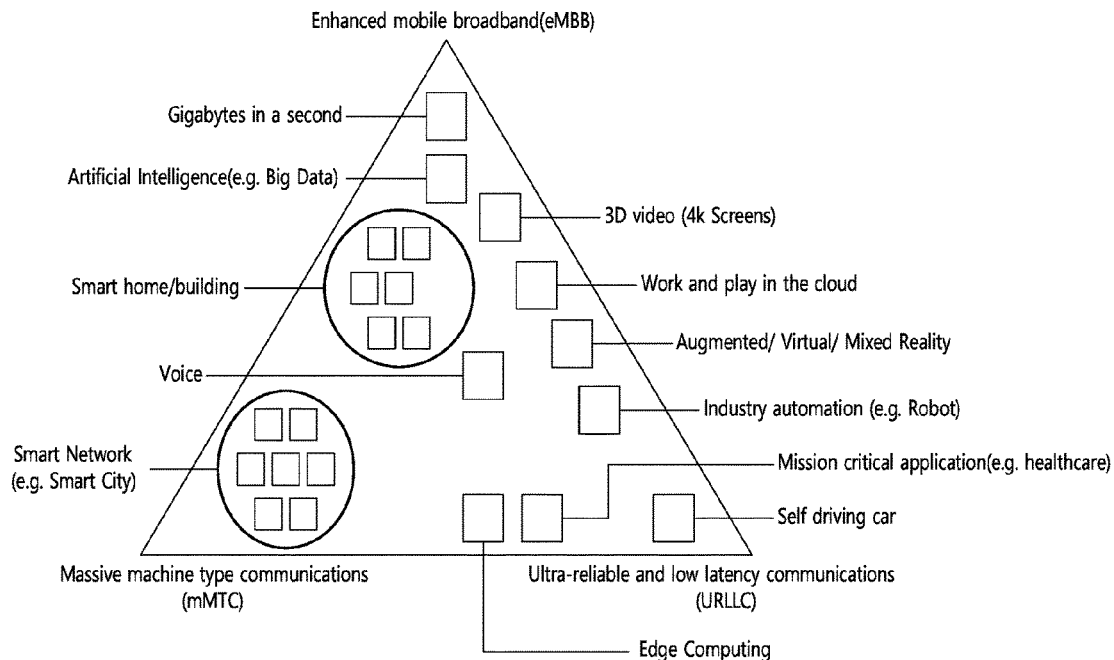 Enhanced mobile broadband(eMBB)
Gigabytes in a second
Artificial Intelligence(e.g. Big Data)
3D video (4k Screens)
Smart home/building
Work and play in the cloud
Augmented/ Virtual/ Mixed Reality
Voice
Industry automation (e.g. Robot)
Smart Network
(e.g. Smart City)
Mission critical application(e.g. healthcare)
Self driving car
Massive machine type communications
(mMTC)
Ultra-reliable and low latency communications
(URLLC)
Edge Computing